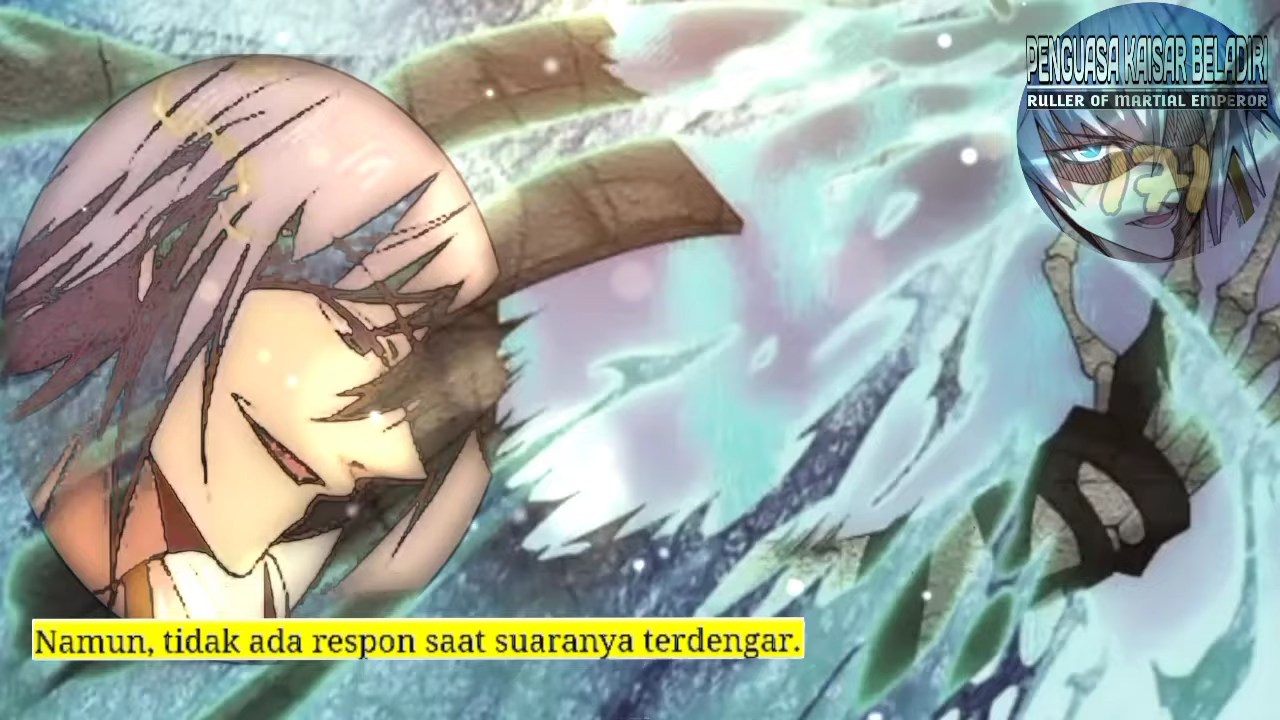 PENGUASA KAISAR BELADIRI
RULLER OF MARTIAL EMPEROR
Namun, tidak ada respon saat suaranya terdengar.